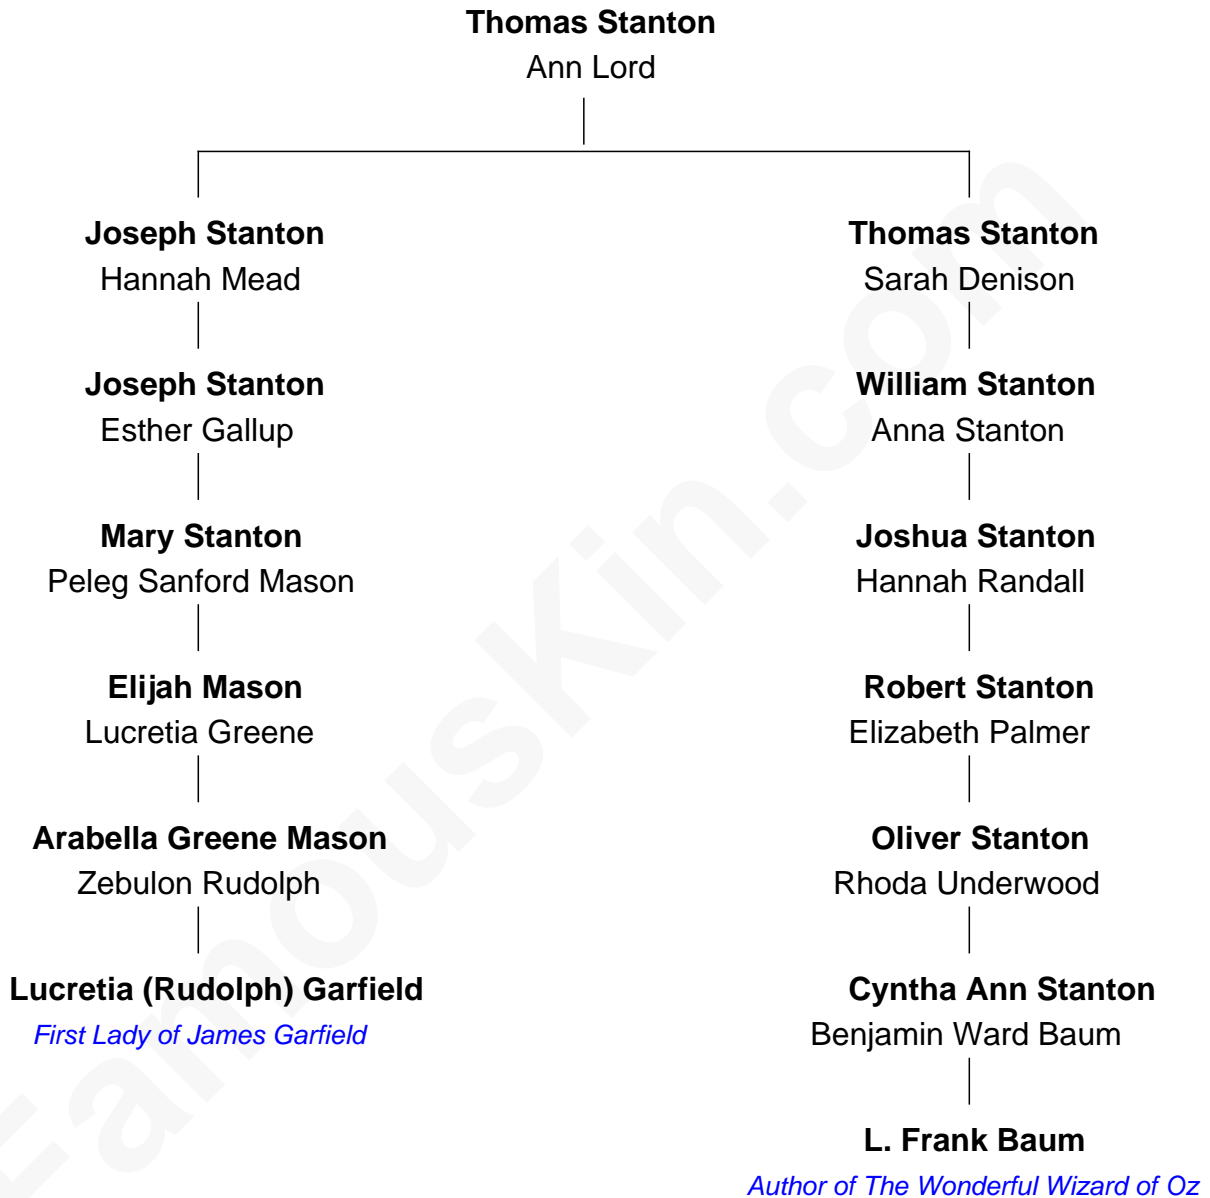 Thomas Stanton
Ann Lord
Joseph Stanton
Hannah Mead
Joseph Stanton
Esther Gallup
Mary Stanton
Peleg Sanford Mason
Elijah Mason
Lucretia Greene
Arabella Greene Mason
Zebulon Rudolph
Lucretia (Rudolph) Garfield
First Lady of James Garfield
Thomas Stanton
Sarah Denison
William Stanton
Anna Stanton
Joshua Stanton
Hannah Randall
Robert Stanton
Elizabeth Palmer
Oliver Stanton
Rhoda Underwood
Cyntha Ann Stanton
Benjamin Ward Baum
L. Frank Baum
Author of The Wonderful Wizard of Oz
FamousKin.com